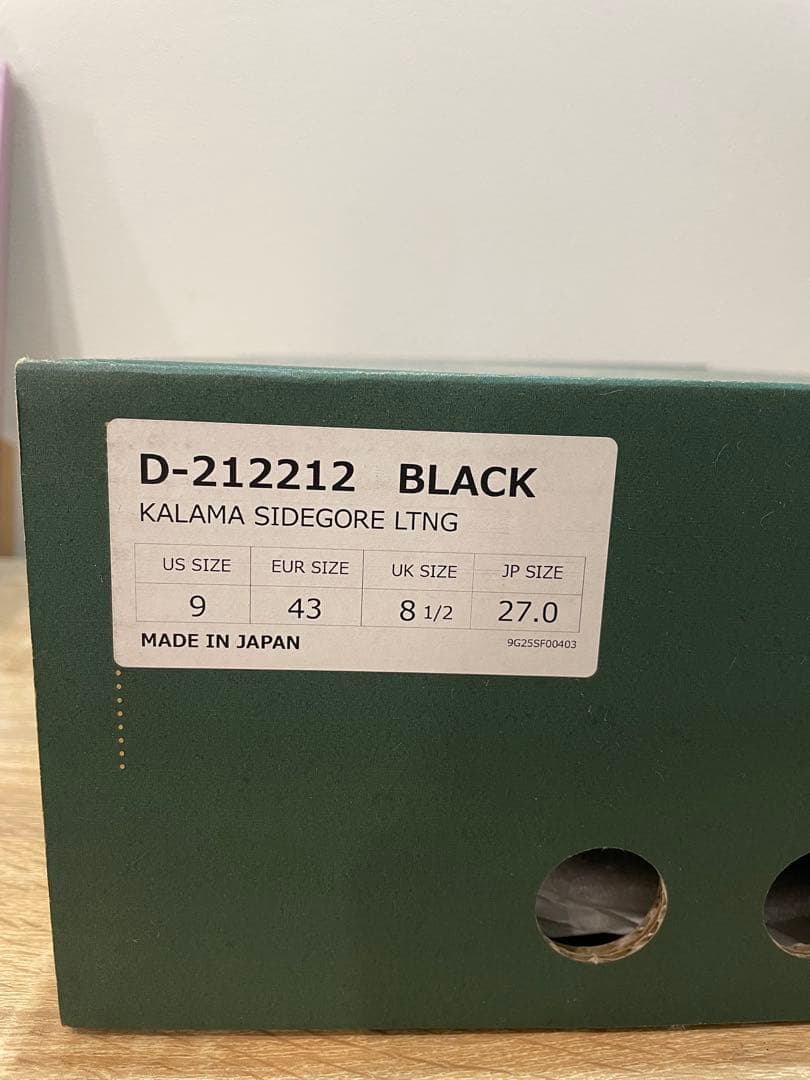 D-212212 BLACK
KALAMA SIDEGORE LTNG
US SIZE EUR SIZE UK SIZE JP SIZE
9 43 8 1/2 27.0
MADE IN JAPAN 9G25SF00403